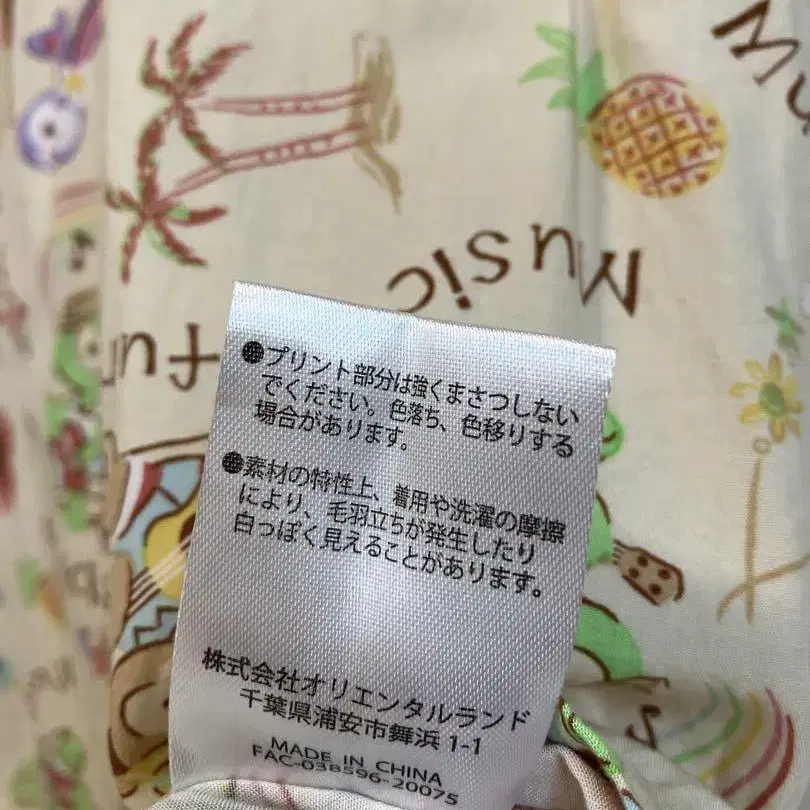 Mu
Music
fun
●プリント部分は強くまさつしない
でください。色落ち、色移りする
場合があります。
●素材の特性上、着用や洗濯の摩擦
により、毛羽立ちが発生したり
白っぽく見えることがあります。
株式会社オリエンタルランド
千葉県浦安市舞浜 1-1
MADE IN CHINA
FAC-038596-20075